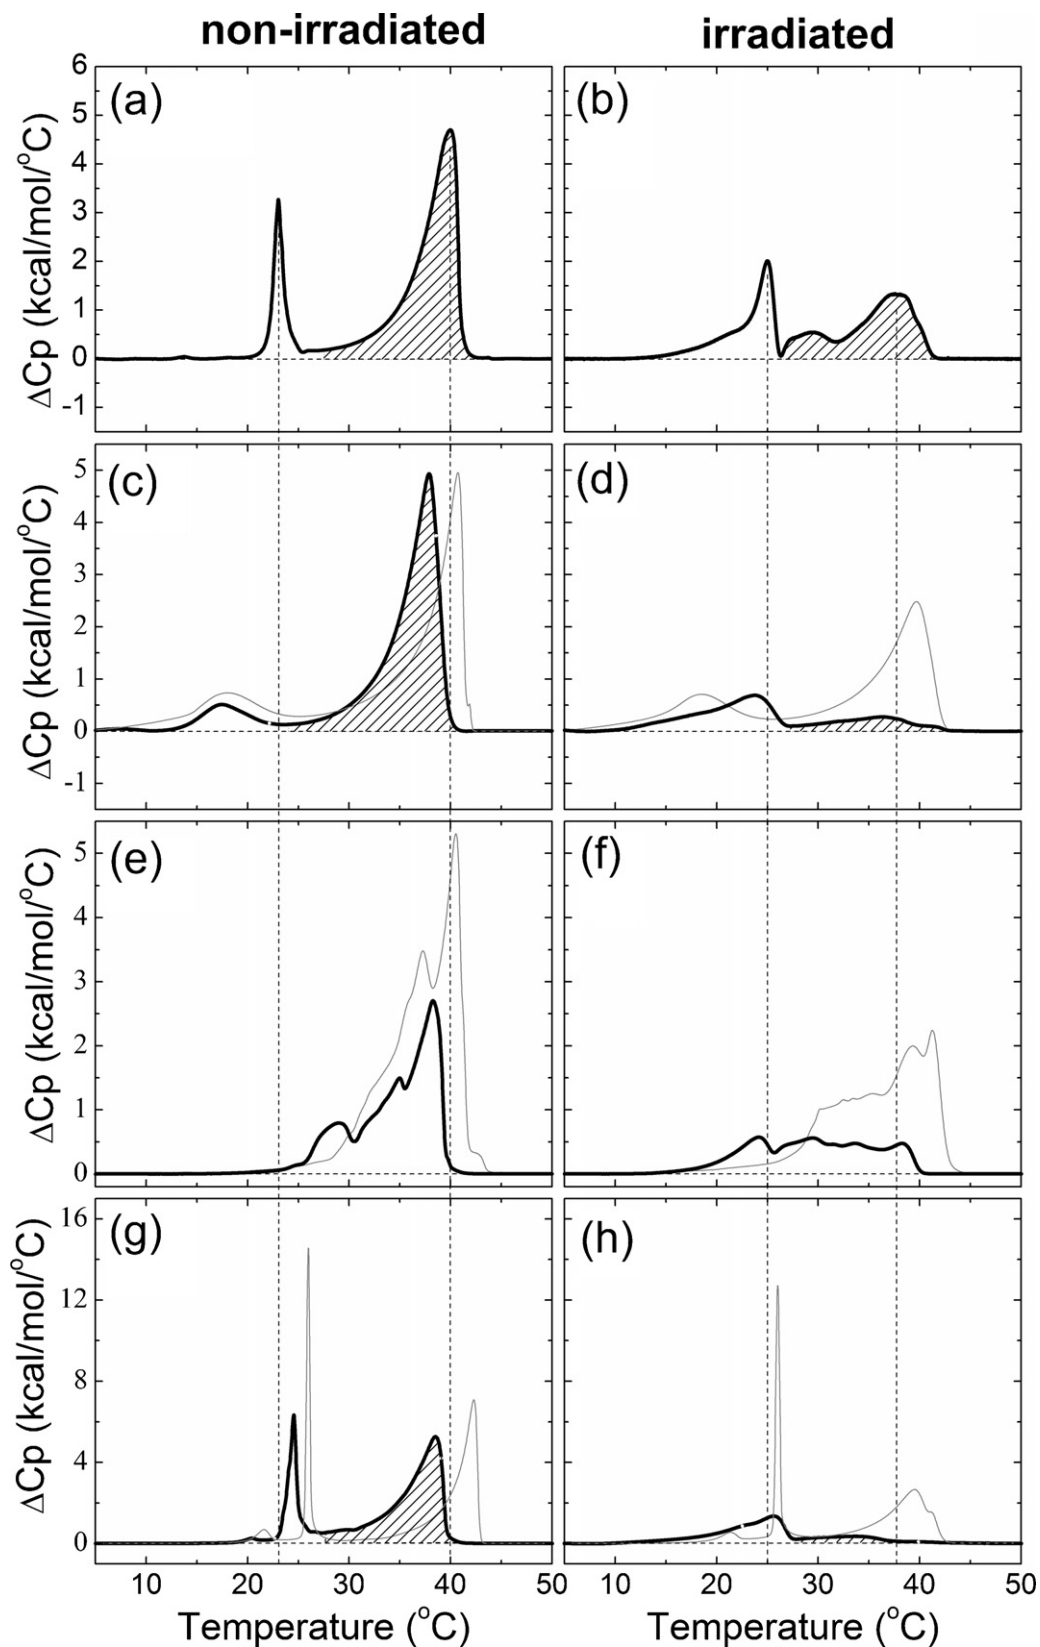 non-irradiated irradiated
(a) (b)
6
5
4
3
2
1
0
-1
ΔCp (kcal/mol/°C)
(c) (d)
5
4
3
2
1
0
-1
ΔCp (kcal/mol/°C)
(e) (f)
5
4
3
2
1
0
ΔCp (kcal/mol/°C)
(g) (h)
16
12
8
4
0
ΔCp (kcal/mol/°C)
10 20 30 40 50 10 20 30 40 50
Temperature (°C) Temperature (°C)